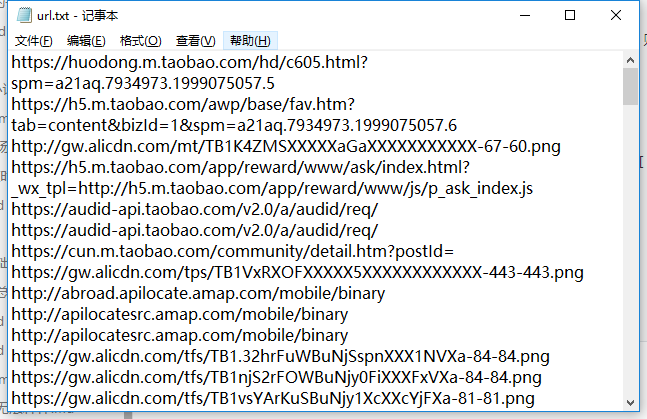 url.txt - 记事本
文件(F) 编辑(E) 格式(O) 查看(V) 帮助(H)
https://huodong.m.taobao.com/hd/c605.html?
spm=a21aq.7934973.1999075057.5
https://h5.m.taobao.com/awp/base/fav.htm?
tab=content&bizId=1&spm=a21aq.7934973.1999075057.6
http://gw.alicdn.com/mt/TB1K4ZMSXXXXXaGaXXXXXXXXXXX-67-60.png
https://h5.m.taobao.com/app/reward/www/ask/index.html?
_wx_tpl=http://h5.m.taobao.com/app/reward/www/js/p_ask_index.js
https://audid-api.taobao.com/v2.0/a/audid/req/
https://audid-api.taobao.com/v2.0/a/audid/req/
https://cun.m.taobao.com/community/detail.htm?postId=
https://gw.alicdn.com/tps/TB1VxRXOFXXXXX5XXXXXXXXXXXX-443-443.png
http://abroad.apilocate.amap.com/mobile/binary
http://apilocatesrc.amap.com/mobile/binary
http://apilocatesrc.amap.com/mobile/binary
https://gw.alicdn.com/tfs/TB1.32hrFuWBuNjSspnXXX1NVXa-84-84.png
https://gw.alicdn.com/tfs/TB1njS2rFOWBuNjy0FiXXXFxVXa-84-84.png
https://gw.alicdn.com/tfs/TB1vsYArKuSBuNjy1XcXXcYjFXa-81-81.png